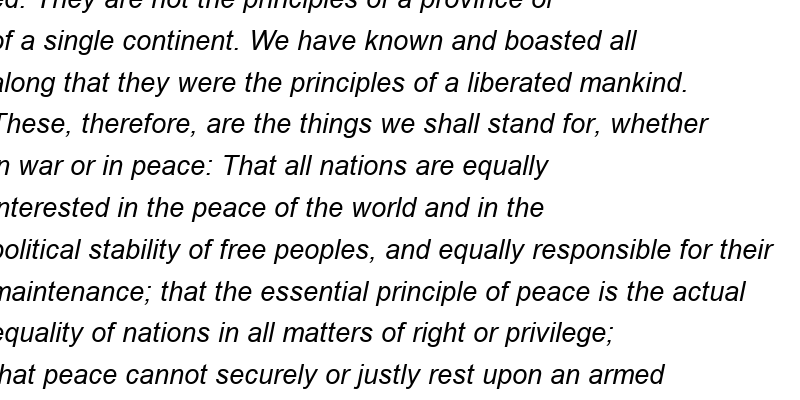 ed. They are not the principles of a province or
of a single continent. We have known and boasted all
along that they were the principles of a liberated mankind.
These, therefore, are the things we shall stand for, whether
in war or in peace: That all nations are equally
interested in the peace of the world and in the
political stability of free peoples, and equally responsible for their
maintenance; that the essential principle of peace is the actual
equality of nations in all matters of right or privilege;
that peace cannot securely or justly rest upon an armed